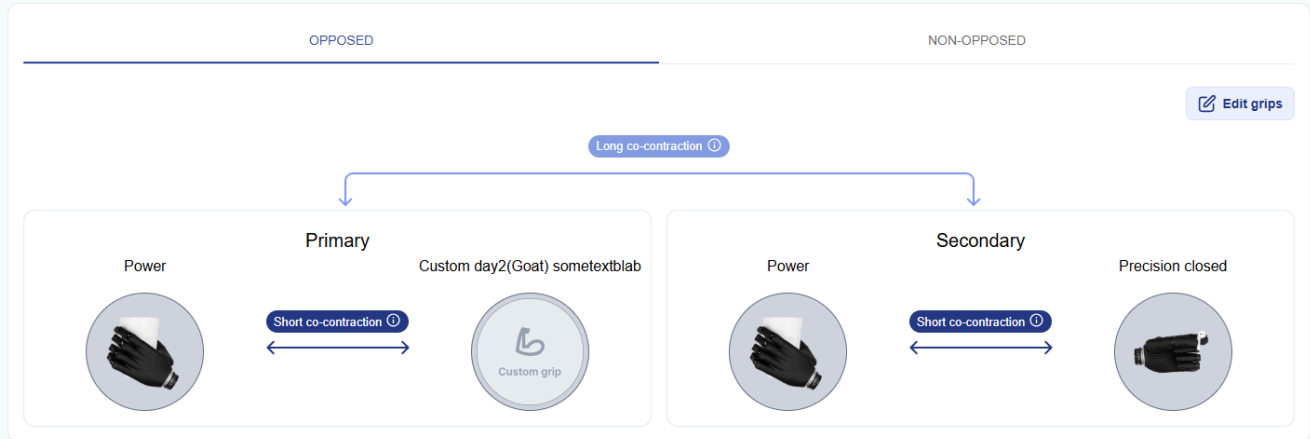 OPPOSED
NON-OPPOSED
Edit grips
Long co-contraction
Primary
Power
Custom day2(Goat) sometextblab
Short co-contraction
Custom grip
Secondary
Power
Precision closed
Short co-contraction